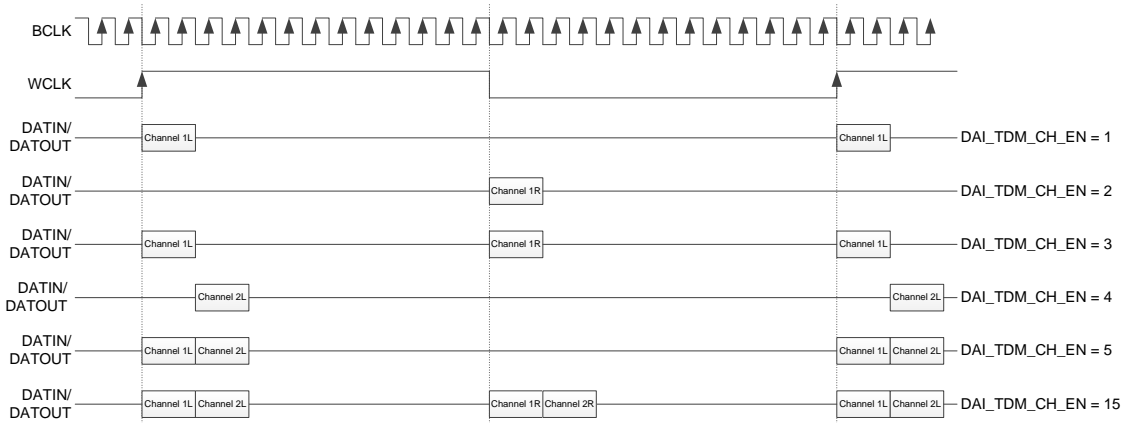 BCLK
WCLK
DATIN/
DATOUT
Channel 1L Channel 1L DAI_TDM_CH_EN = 1
DATIN/
DATOUT
Channel 1R DAI_TDM_CH_EN = 2
DATIN/
DATOUT
Channel 1L Channel 1R Channel 1L DAI_TDM_CH_EN = 3
DATIN/
DATOUT
Channel 2L Channel 2L DAI_TDM_CH_EN = 4
DATIN/
DATOUT
Channel 1L Channel 2L Channel 1L Channel 2L DAI_TDM_CH_EN = 5
DATIN/
DATOUT
Channel 1L Channel 2L Channel 1R Channel 2R Channel 1L Channel 2L DAI_TDM_CH_EN = 15